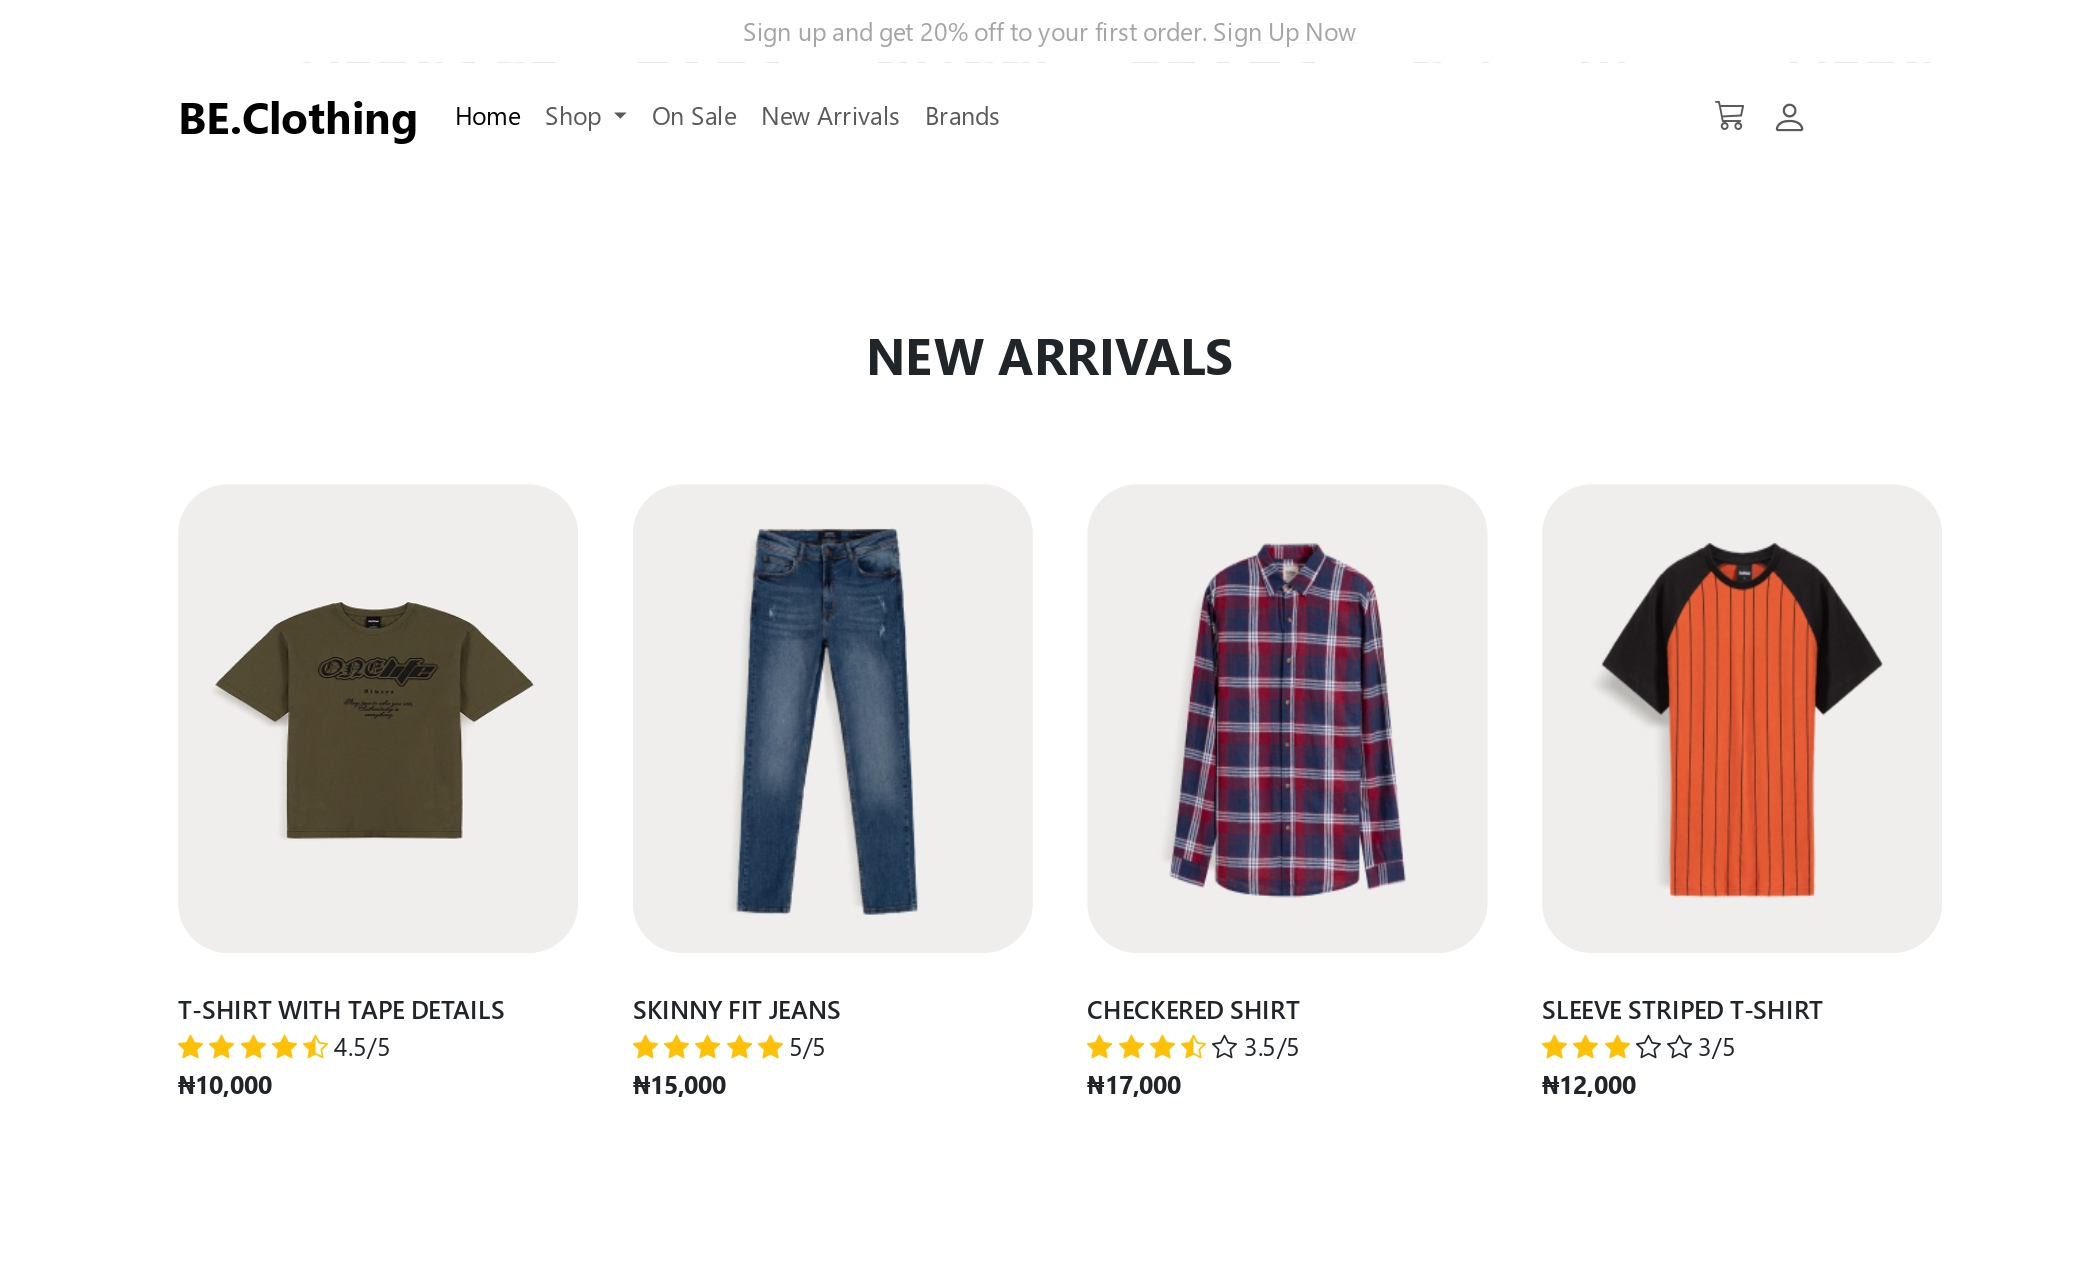 Sign up and get 20% off to your first order. Sign Up Now
BE.Clothing Home Shop On Sale New Arrivals Brands
NEW ARRIVALS
ONElife
T-SHIRT WITH TAPE DETAILS
4.5/5
₦10,000
SKINNY FIT JEANS
5/5
₦15,000
CHECKERED SHIRT
3.5/5
₦17,000
SLEEVE STRIPED T-SHIRT
3/5
₦12,000